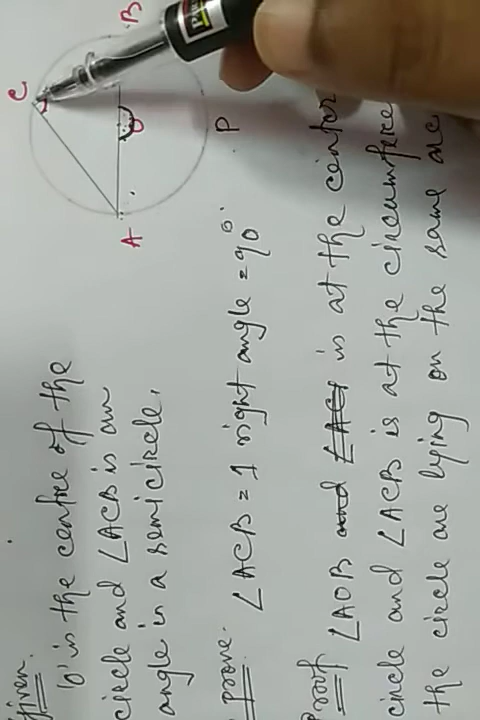 Given.
'O' is the centre of the
circle and ∠ACB is an
angle in a semicircle.
prove. ∠ACB = 1 right angle = 90°.
Proof ∠AOB and ∠AC is at the center
circle and ∠ACB is at the circumference
the circle are lying on the same arc
C
B
O
A
P